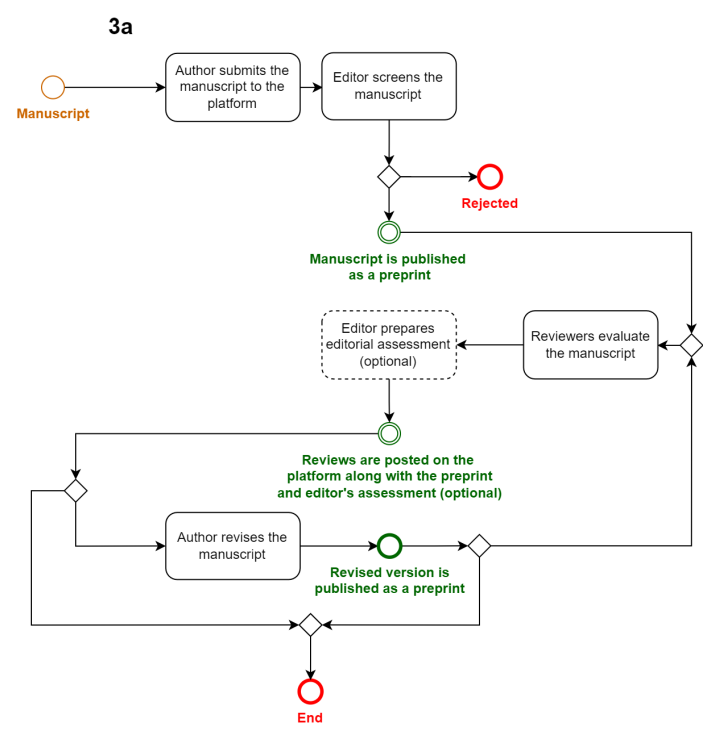 3a
Author submits the
manuscript to the
platform
Editor screens the
manuscript
Manuscript
Rejected
Manuscript is published
as a preprint
Editor prepares
editorial assessment
(optional)
Reviewers evaluate
the manuscript
Reviews are posted on the
platform along with the preprint
and editor's assessment (optional)
Author revises the
manuscript
Revised version is
published as a preprint
End